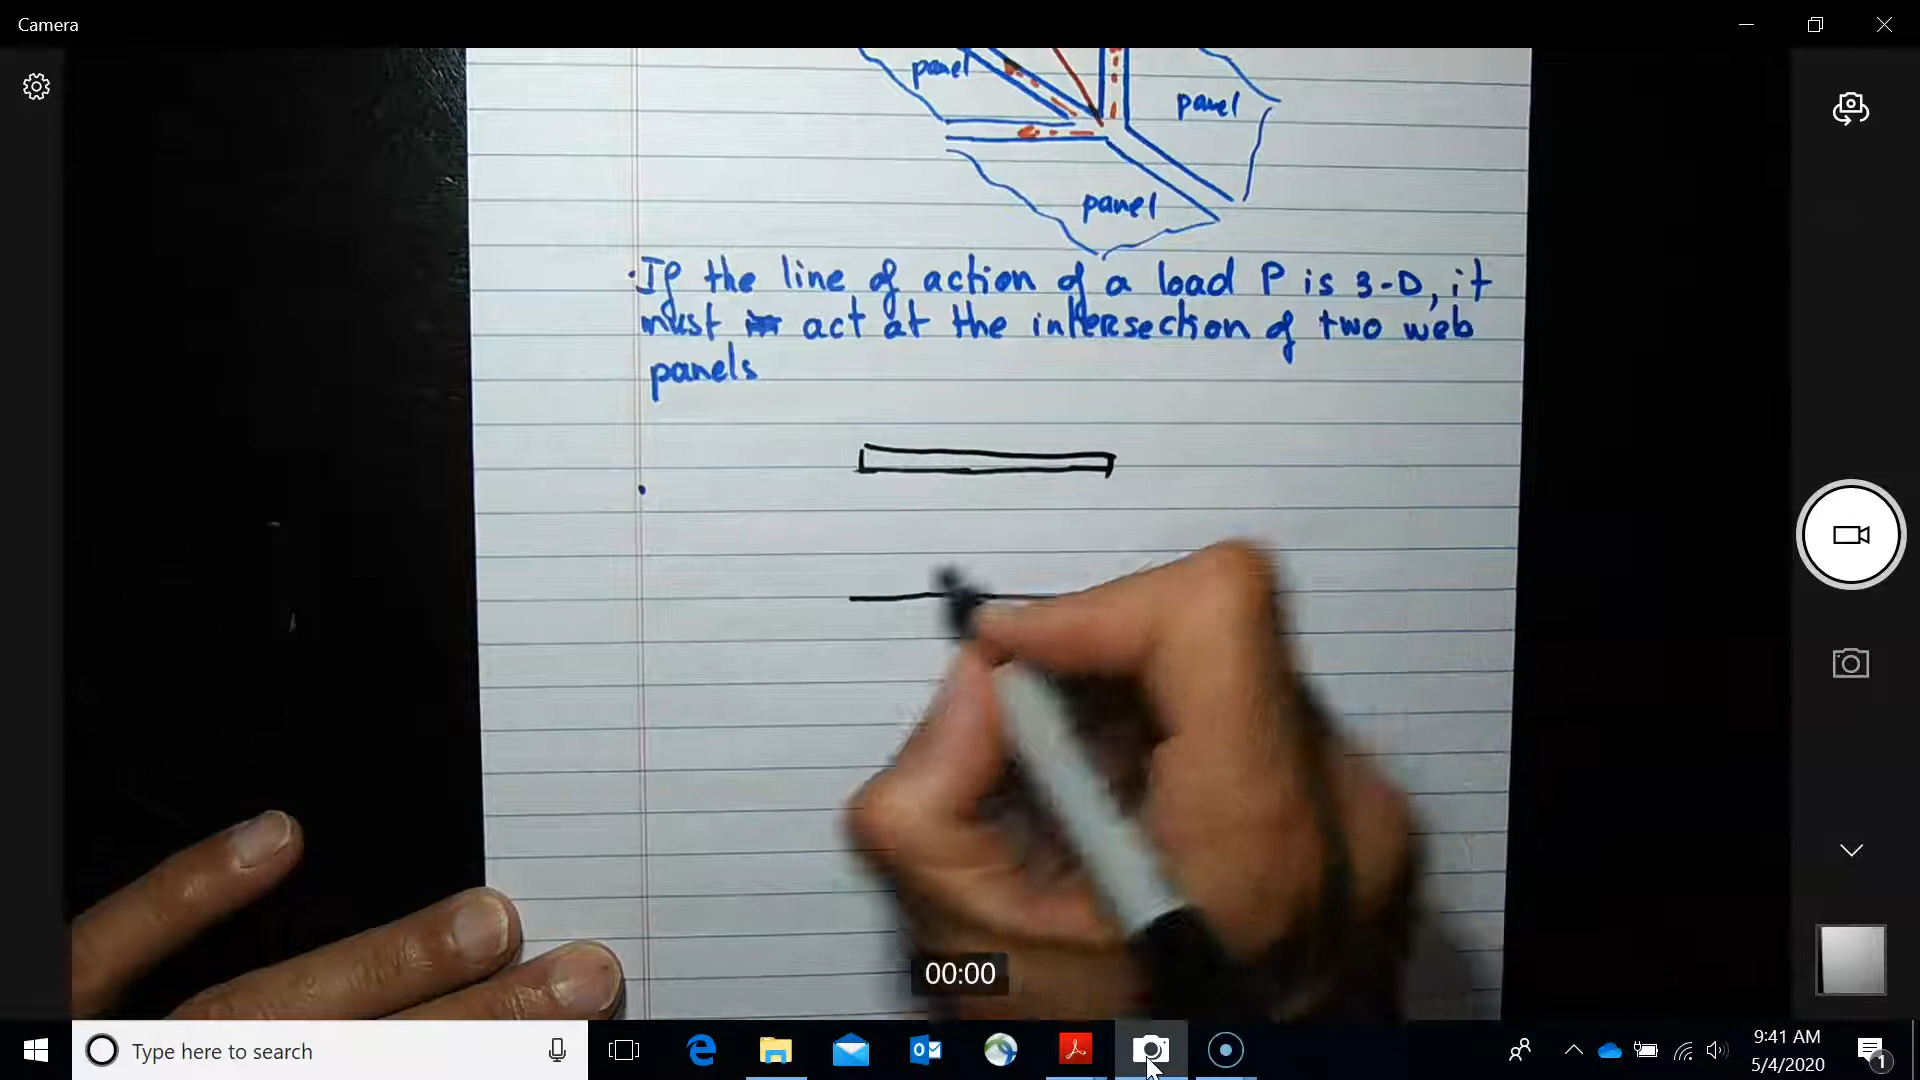 Camera
panel
panel
panel
· If the line of action of a load P is 3-D, it
must act at the intersection of two web
panels
00:00
Type here to search
9:41 AM
5/4/2020
1